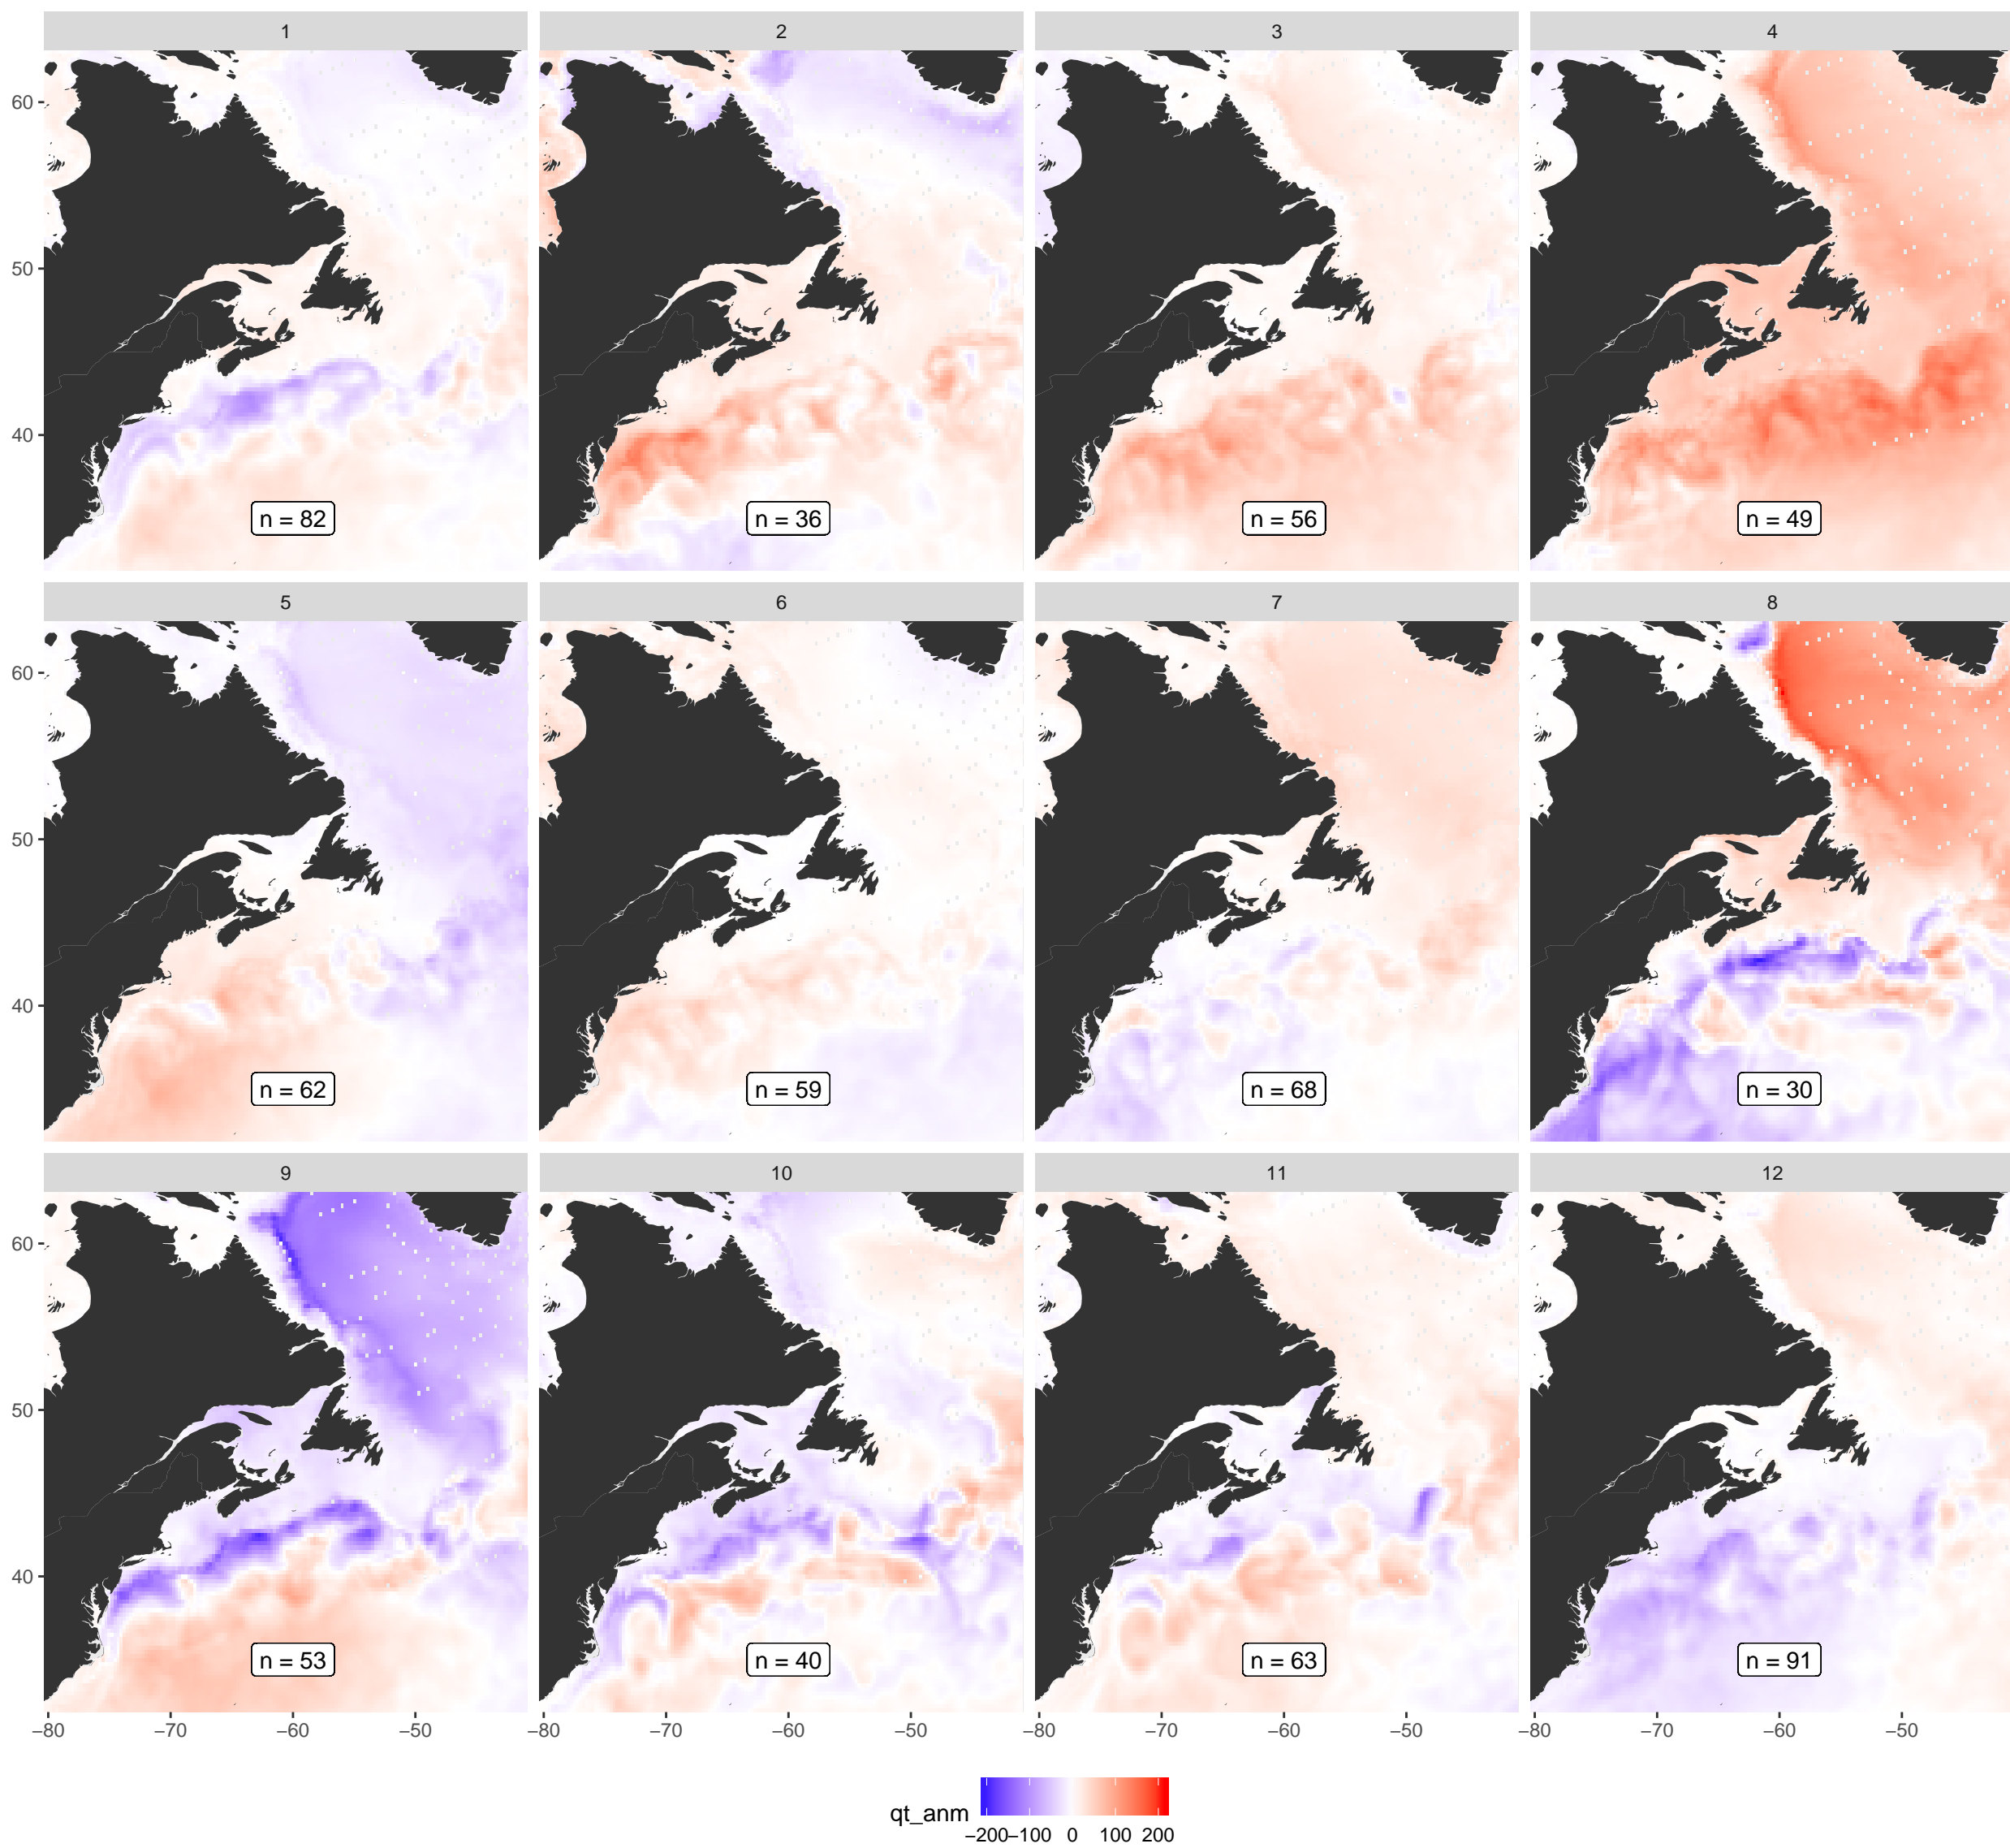 1 2 3 4
60
50
40
n = 82 n = 36 n = 56 n = 49
5 6 7 8
60
50
40
n = 62 n = 59 n = 68 n = 30
9 10 11 12
60
50
40
n = 53 n = 40 n = 63 n = 91
−80 −70 −60 −50 −80 −70 −60 −50 −80 −70 −60 −50 −80 −70 −60 −50
qt_anm
−200 −100 0 100 200